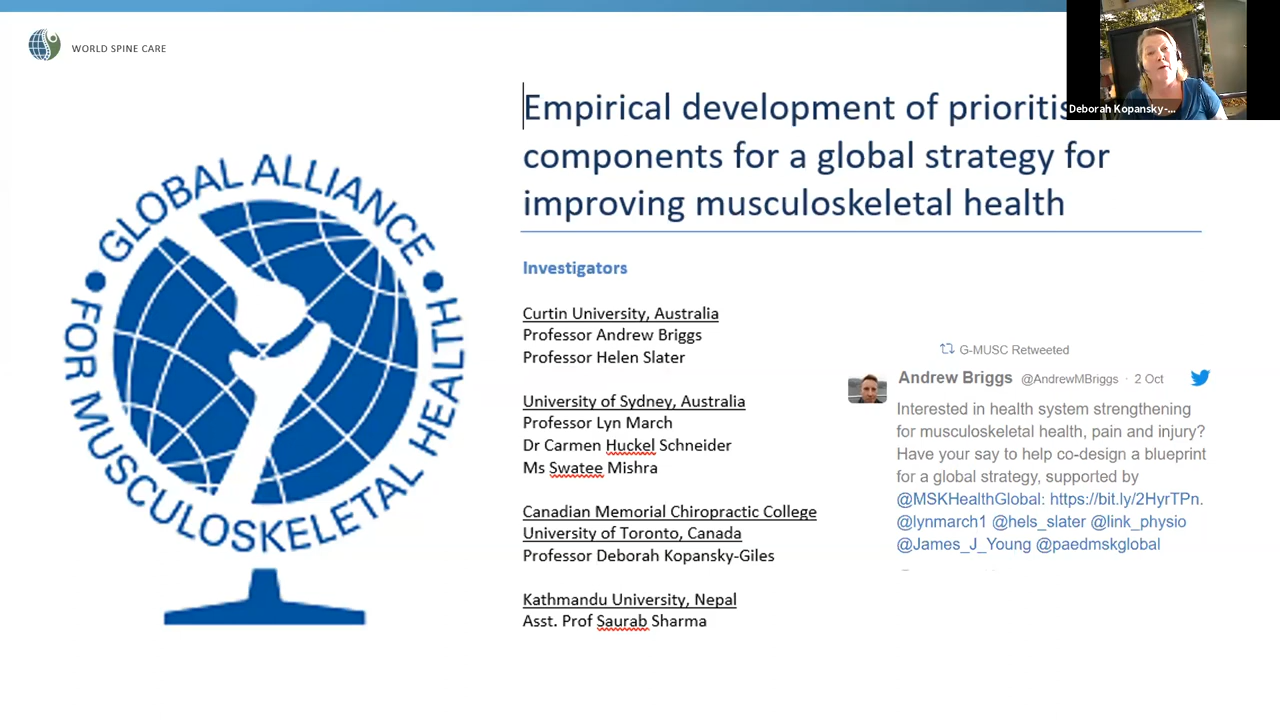 WORLD SPINE CARE
Deborah Kopansky-...
Empirical development of prioritis
components for a global strategy for
improving musculoskeletal health
GLOBAL ALLIANCE
FOR MUSCULOSKELETAL HEALTH
Investigators
Curtin University, Australia
Professor Andrew Briggs
Professor Helen Slater
University of Sydney, Australia
Professor Lyn March
Dr Carmen Huckel Schneider
Ms Swatee Mishra
Canadian Memorial Chiropractic College
University of Toronto, Canada
Professor Deborah Kopansky-Giles
Kathmandu University, Nepal
Asst. Prof Saurab Sharma
G-MUSC Retweeted
Andrew Briggs @AndrewMBriggs · 2 Oct
Interested in health system strengthening
for musculoskeletal health, pain and injury?
Have your say to help co-design a blueprint
for a global strategy, supported by
@MSKHealthGlobal: https://bit.ly/2HyrTPn.
@lynmarch1 @hels_slater @link_physio
@James_J_Young @paedmskglobal